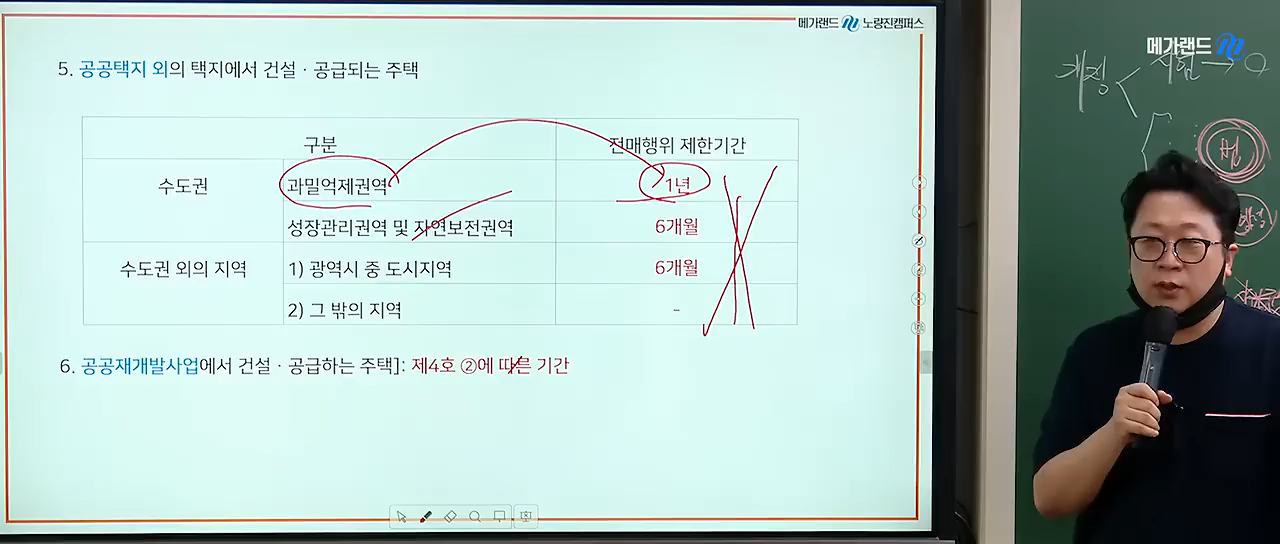 메가랜드 노량진캠퍼스
메가랜드
5. 공공택지 외의 택지에서 건설 · 공급되는 주택
구분 전매행위 제한기간
수도권 과밀억제권역 1년
성장관리권역 및 자연보전권역 6개월
수도권 외의 지역 1) 광역시 중 도시지역 6개월
2) 그 밖의 지역 -
6. 공공재개발사업에서 건설 · 공급하는 주택]: 제4호 ②에 따른 기간
개정
시험 → O